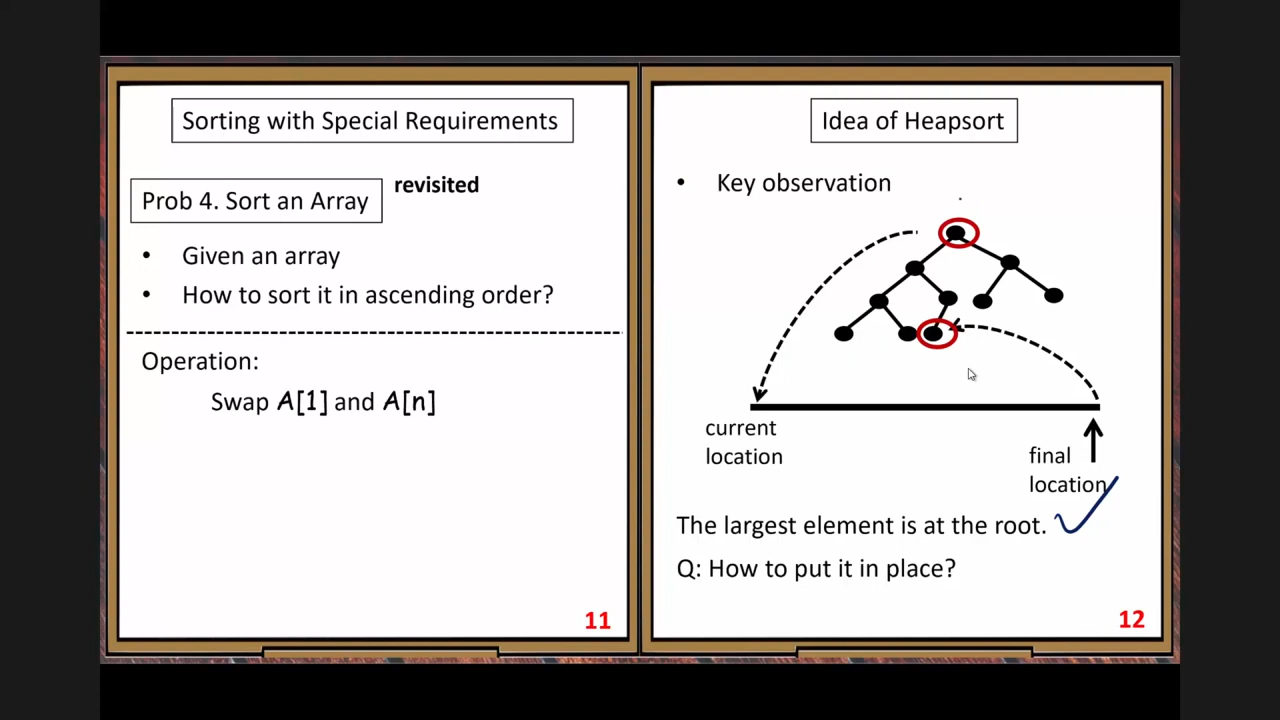 Sorting with Special Requirements
revisited
Prob 4. Sort an Array
• Given an array
• How to sort it in ascending order?
Operation:
Swap A[1] and A[n]
11
Idea of Heapsort
• Key observation
current
location
final
location
The largest element is at the root.
Q: How to put it in place?
12